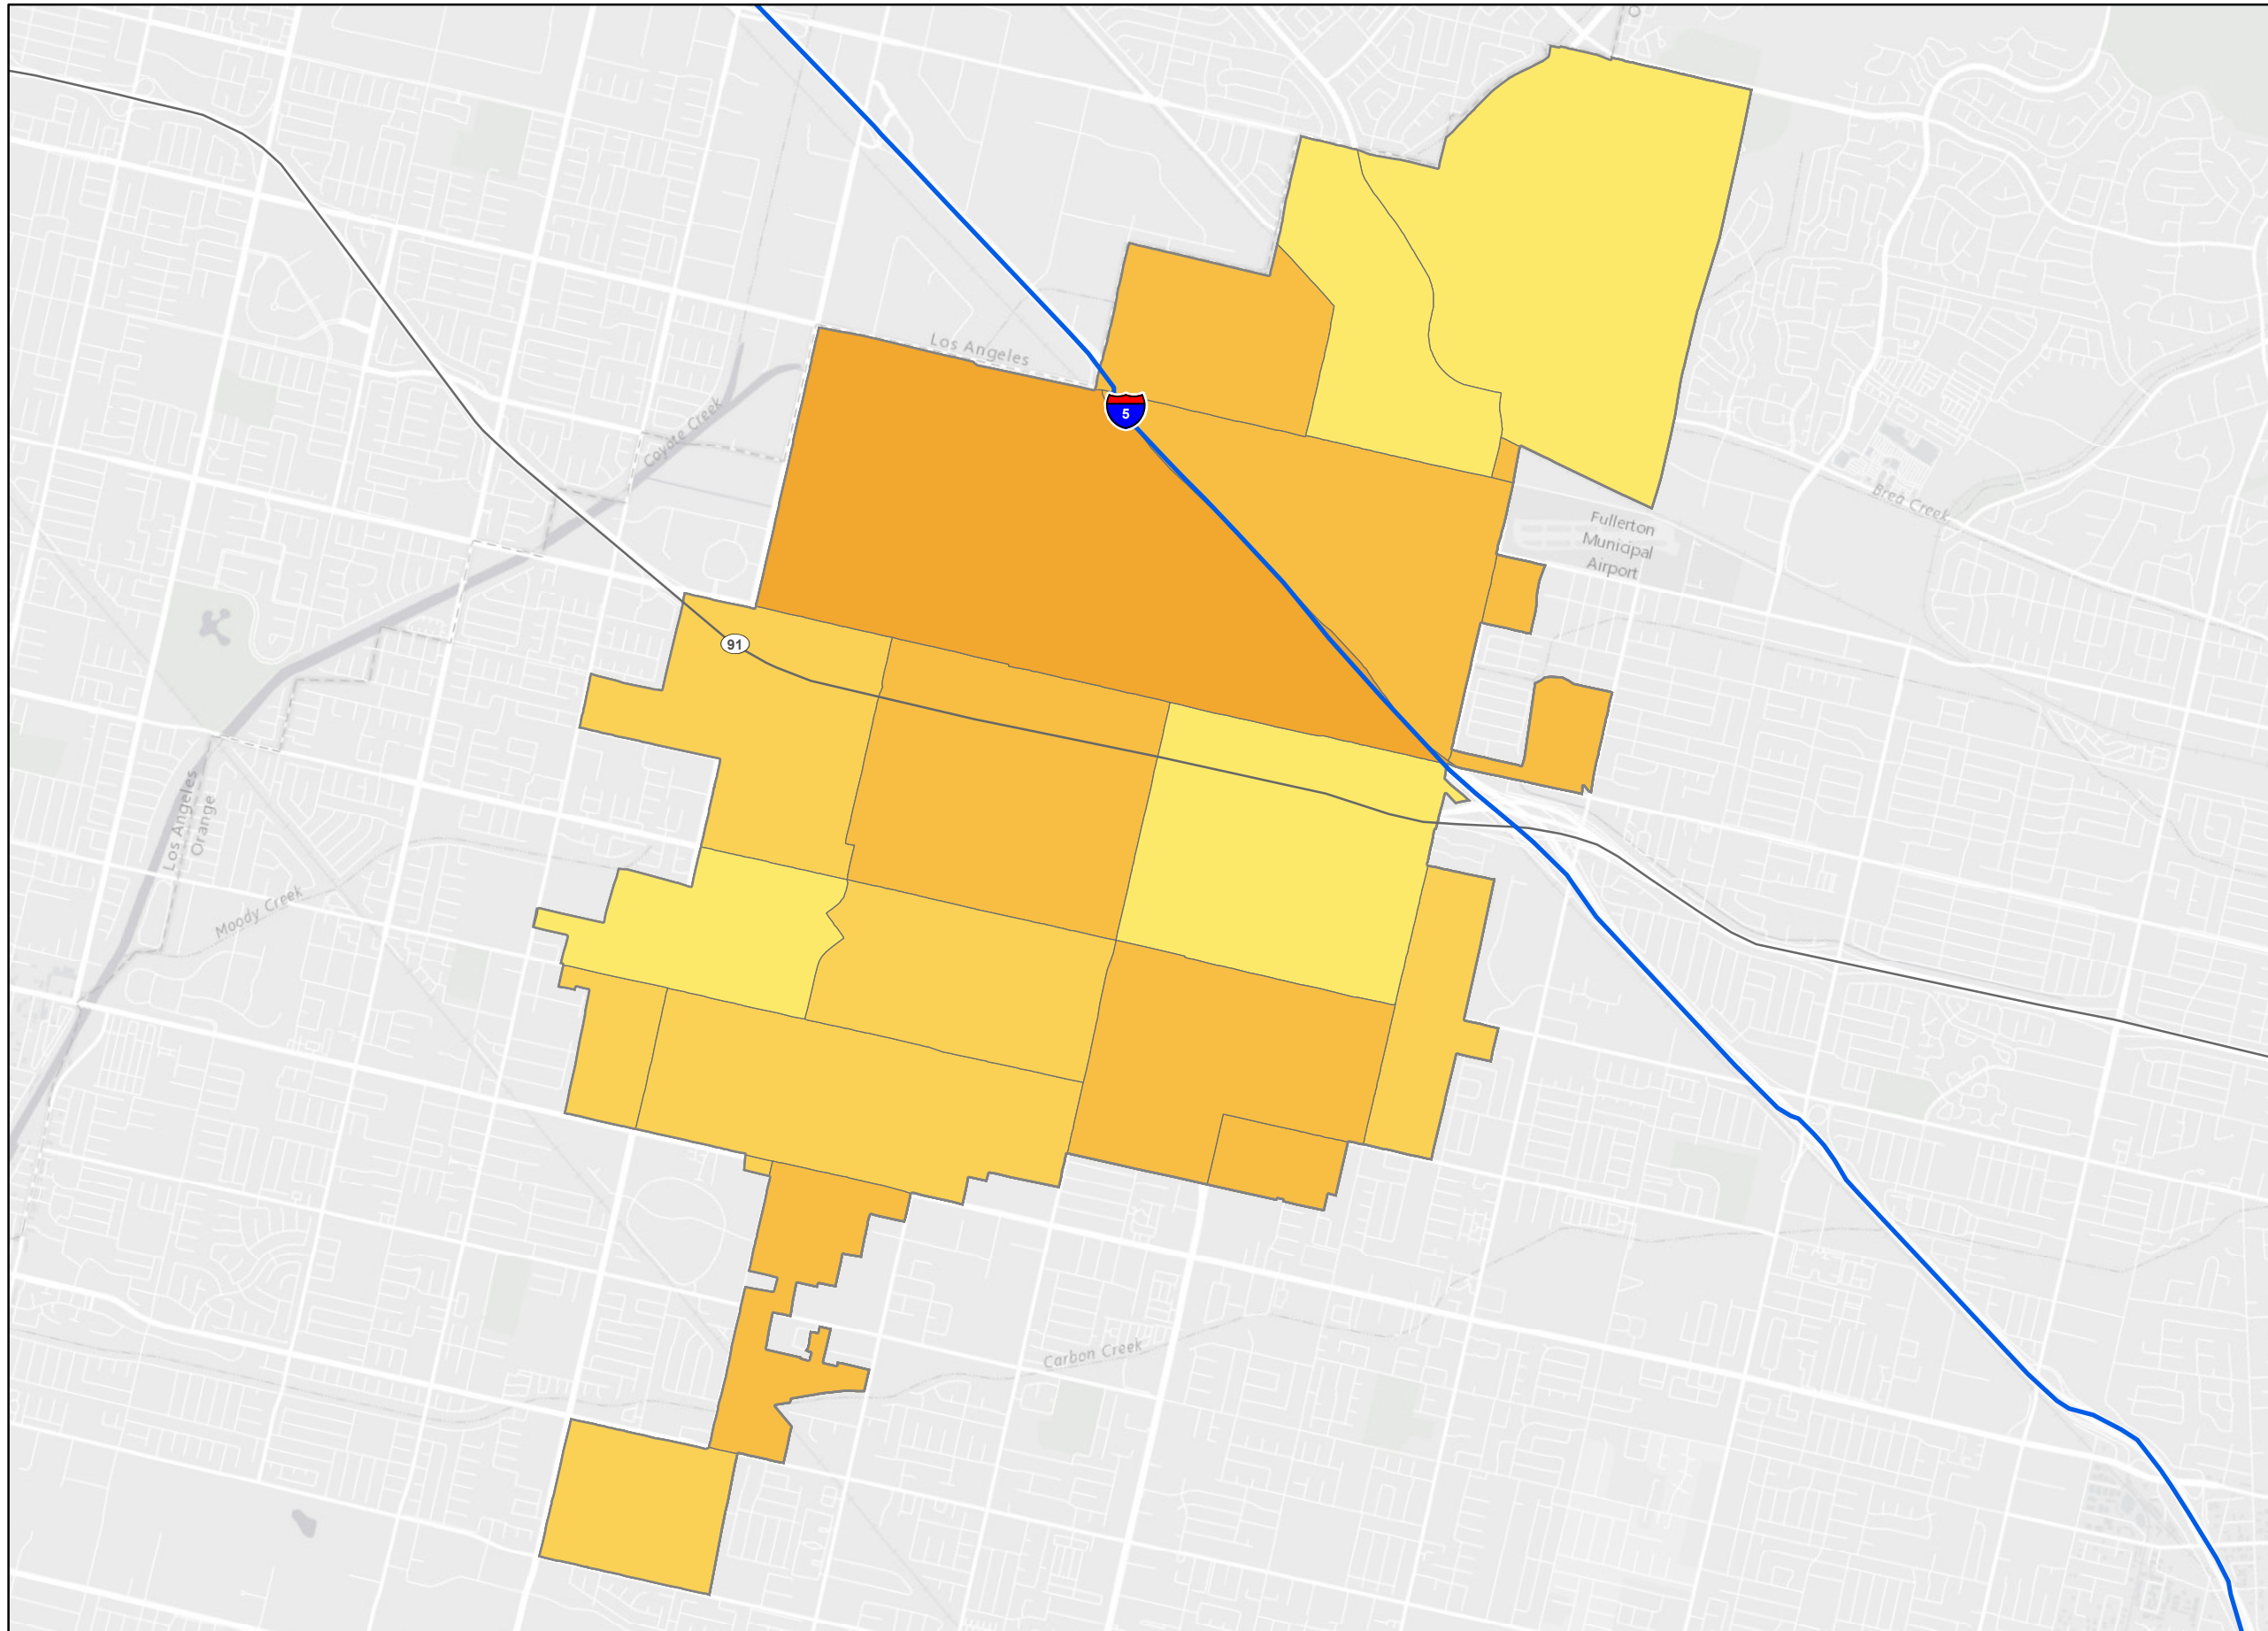 Los Angeles
5
Coyote Creek
Brea Creek
Fullerton
Municipal
Airport
91
Los Angeles
Orange
Moody Creek
Carbon Creek